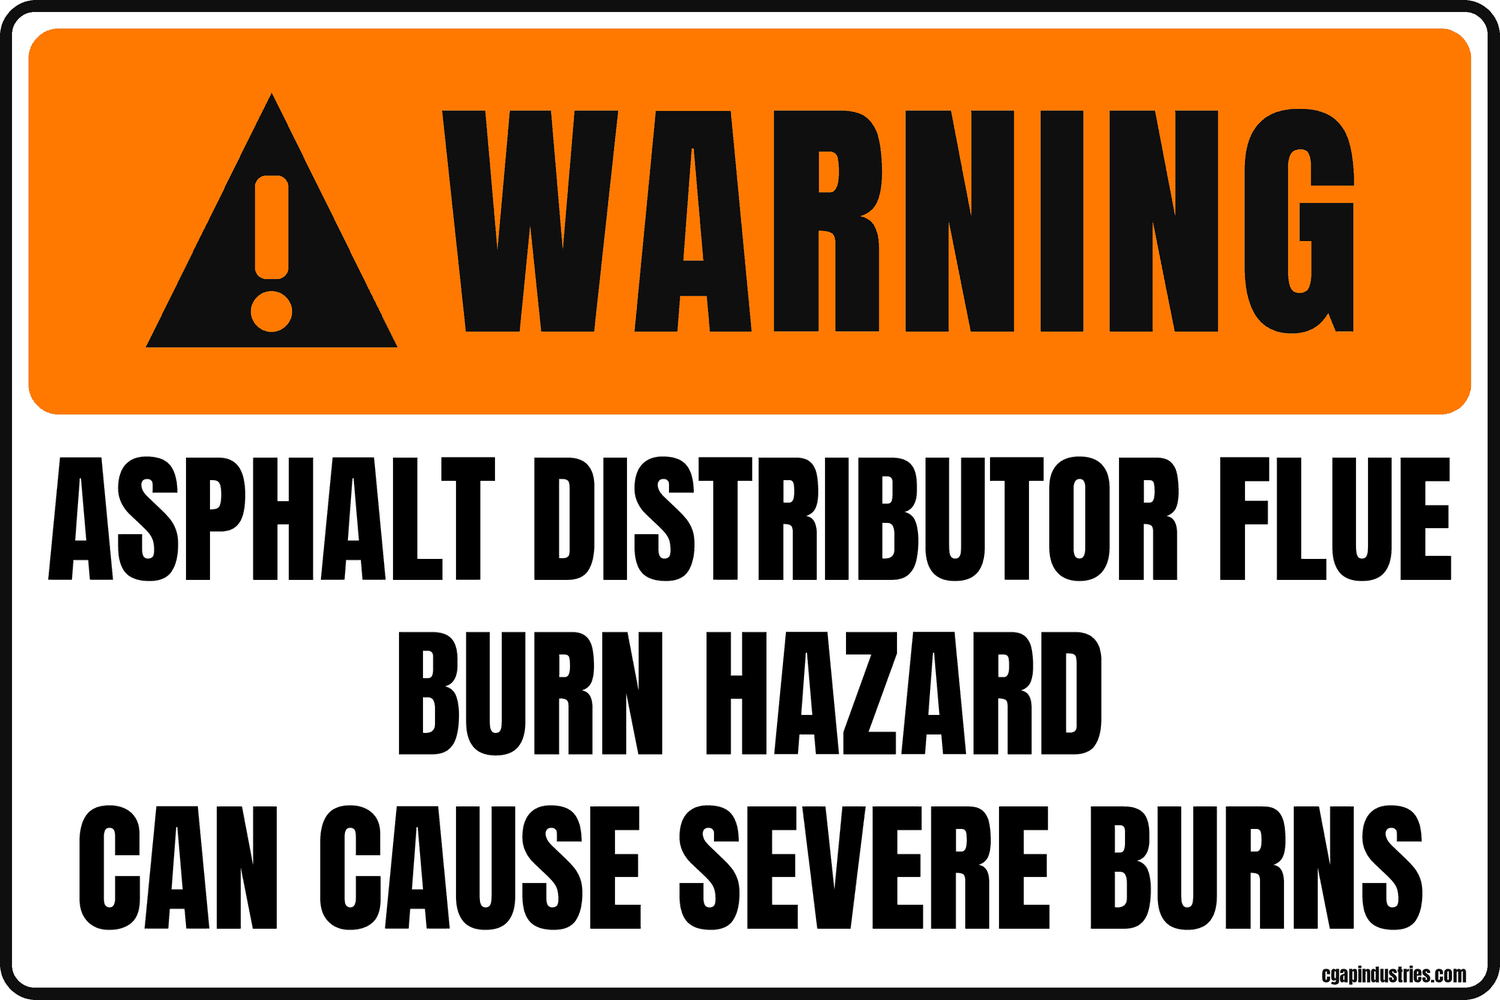 WARNING
ASPHALT DISTRIBUTOR FLUE
BURN HAZARD
CAN CAUSE SEVERE BURNS
cgapindustries.com